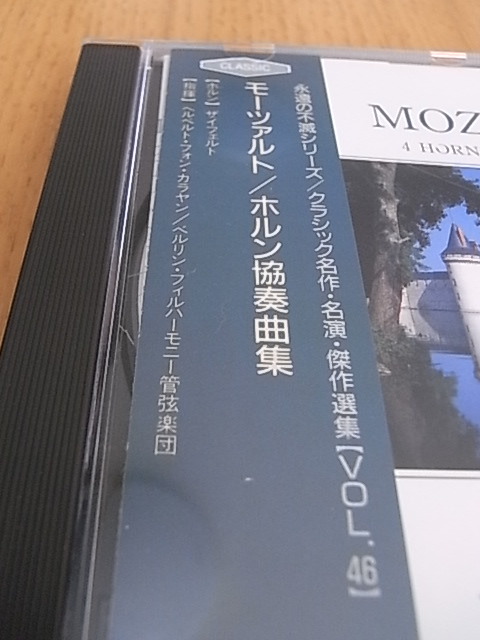 CLASSIC
永遠の不滅シリーズ/クラシック名作・名演・傑作選集【VOL.46】
モーツァルト/ホルン協奏曲集
【ホルン】ザイフェルト
【指揮】ヘルベルト・フォン・カラヤン/ベルリン・フィルハーモニー管弦楽団
MOZ
4 HORN